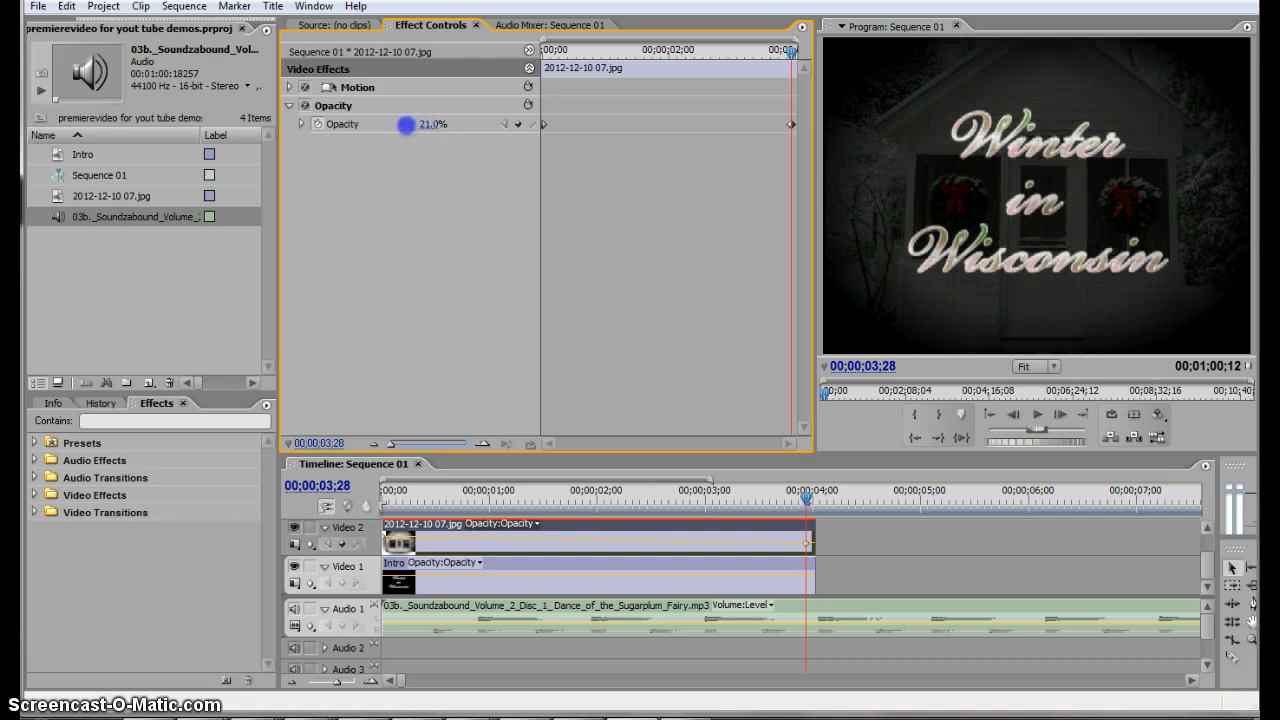 File Edit Project Clip Sequence Marker Title Window Help
premierevideo for yout tube demos.prproj
03b._Soundzabound_Vol...
Audio
00:01:00:18257
44100 Hz - 16-bit - Stereo
premierevideo for yout tube demos
4 Items
Name Label
Intro
Sequence 01
2012-12-10 07.jpg
03b._Soundzabound_Volume_
Info History Effects
Contains:
Presets
Audio Effects
Audio Transitions
Video Effects
Video Transitions
Source: (no clips) Effect Controls Audio Mixer: Sequence 01
Sequence 01 * 2012-12-10 07.jpg
;00;00 00;00;02;00
Video Effects
2012-12-10 07.jpg
Motion
Opacity
Opacity 21.0%
00;00;03;28
Program: Sequence 01
Winter
in
Wisconsin
00;00;03;28 Fit 00;01;00;12
;00;00 00;02;08;04 00;04;16;08 00;06;24;12 00;08;32;16 00;10;40;
Timeline: Sequence 01
00;00;03;28
;00;00 00;00;01;00 00;00;02;00 00;00;03;00 00;00;04;00 00;00;05;00 00;00;06;00 00;00;07;00
Video 2 2012-12-10 07.jpg Opacity:Opacity
Video 1 Intro Opacity:Opacity
Audio 1 03b._Soundzabound_Volume_2_Disc_1_Dance_of_the_Sugarplum_Fairy.mp3 Volume:Level
L
R
Audio 2
Audio 3
Screencast-O-Matic.com